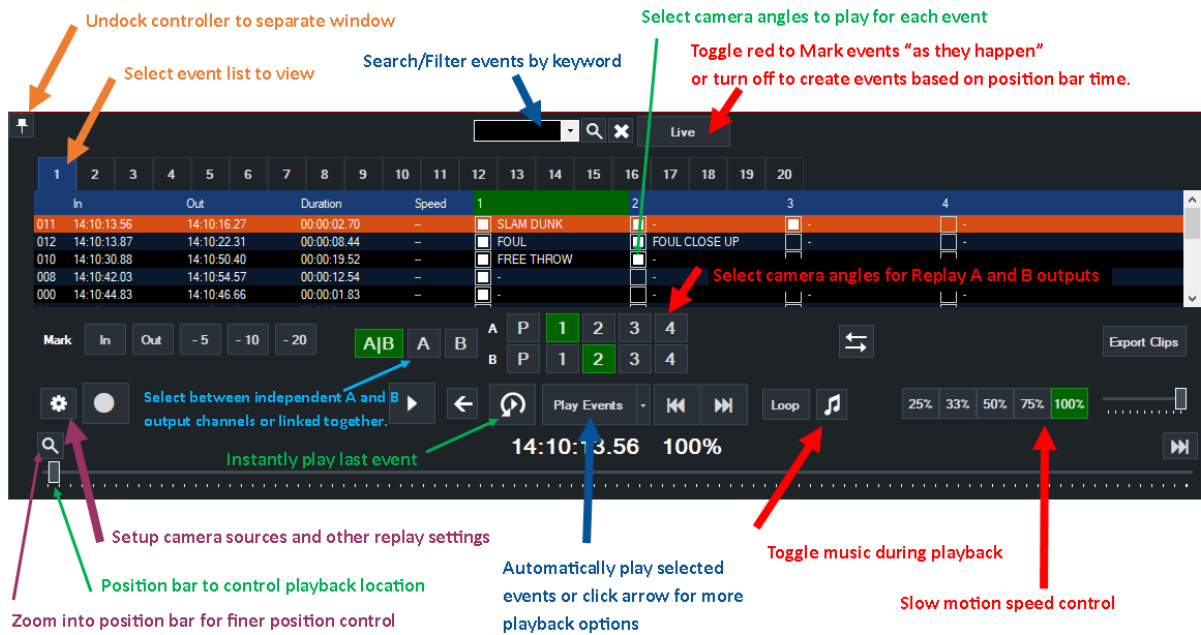 Undock controller to separate window
Select camera angles to play for each event
Select event list to view
Search/Filter events by keyword
Toggle red to Mark events “as they happen”
or turn off to create events based on position bar time.
Live
1 2 3 4 5 6 7 8 9 10 11 12 13 14 15 16 17 18 19 20
In Out Duration Speed 1 2 3 4
011 14:10:13.56 14:10:16.27 00:00:02.70 -- SLAM DUNK - - -
012 14:10:13.87 14:10:22.31 00:00:08.44 -- FOUL FOUL CLOSE UP - -
010 14:10:30.88 14:10:50.40 00:00:19.52 -- FREE THROW -
008 14:10:42.03 14:10:54.57 00:00:12.54 -- - -
Select camera angles for Replay A and B outputs
000 14:10:44.83 14:10:46.66 00:00:01.83 -- - - - -
Mark In Out - 5 - 10 - 20 A|B A B
A P 1 2 3 4
B P 1 2 3 4
Export Clips
Select between independent A and B
output channels or linked together.
Play Events Loop 25% 33% 50% 75% 100%
Instantly play last event
14:10:13.56 100%
Setup camera sources and other replay settings
Toggle music during playback
Position bar to control playback location
Automatically play selected
events or click arrow for more
playback options
Slow motion speed control
Zoom into position bar for finer position control